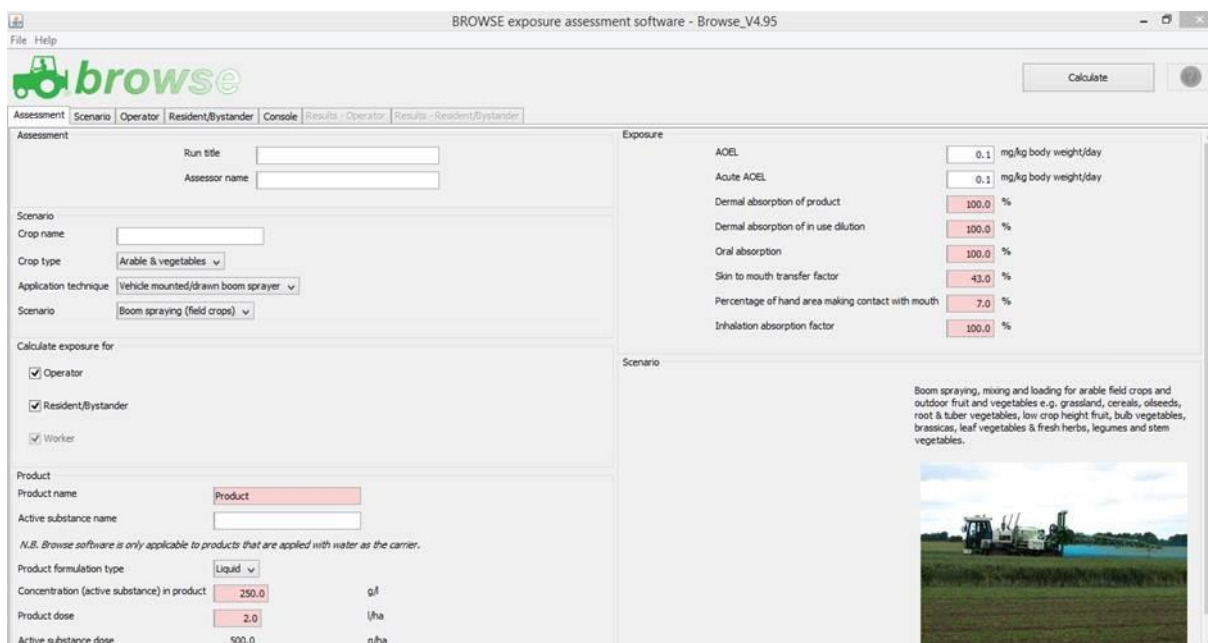 BROWSE exposure assessment software - Browse_V4.95
File Help
browse
Calculate
Assessment Scenario Operator Resident/Bystander Console Results - Operator Results - Resident/Bystander
Assessment
Run title
Assessor name
Scenario
Crop name
Crop type Arable & vegetables
Application technique Vehicle mounted/drawn boom sprayer
Scenario Boom spraying (field crops)
Calculate exposure for
Operator
Resident/Bystander
Worker
Product
Product name Product
Active substance name
N.B. Browse software is only applicable to products that are applied with water as the carrier.
Product formulation type Liquid
Concentration (active substance) in product 250.0 g/l
Product dose 2.0 l/ha
Active substance dose 500.0 g/ha
Exposure
AOEL 0.1 mg/kg body weight/day
Acute AOEL 0.1 mg/kg body weight/day
Dermal absorption of product 100.0 %
Dermal absorption of in use dilution 100.0 %
Oral absorption 100.0 %
Skin to mouth transfer factor 43.0 %
Percentage of hand area making contact with mouth 7.0 %
Inhalation absorption factor 100.0 %
Scenario
Boom spraying, mixing and loading for arable field crops and
outdoor fruit and vegetables e.g. grassland, cereals, oilseeds,
root & tuber vegetables, low crop height fruit, bulb vegetables,
brassicas, leaf vegetables & fresh herbs, legumes and stem
vegetables.